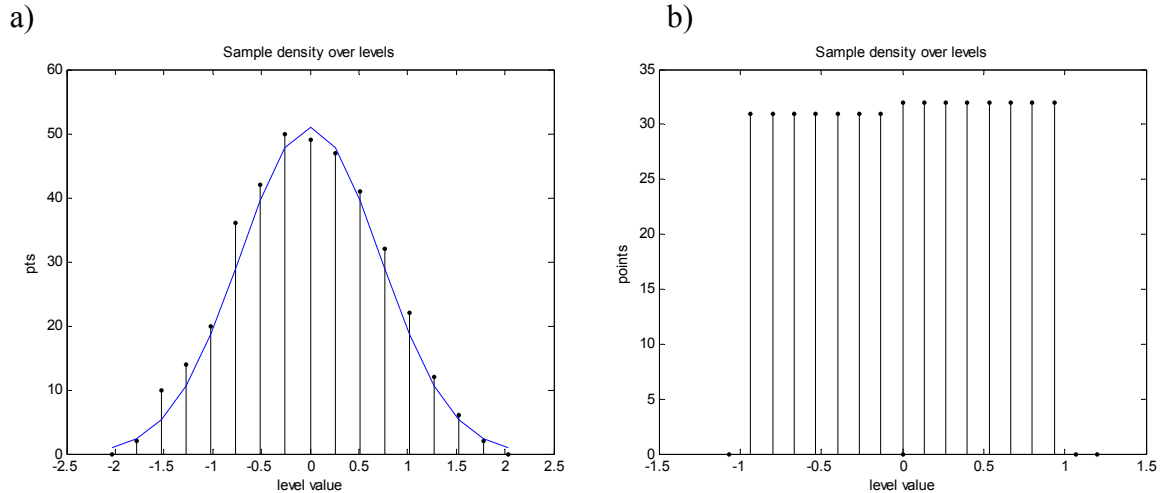 a)
Sample density over levels
60
50
40
30
20
10
0
pts
-2.5 -2 -1.5 -1 -0.5 0 0.5 1 1.5 2 2.5
level value
b)
Sample density over levels
35
30
25
20
15
10
5
0
points
-1.5 -1 -0.5 0 0.5 1 1.5
level value